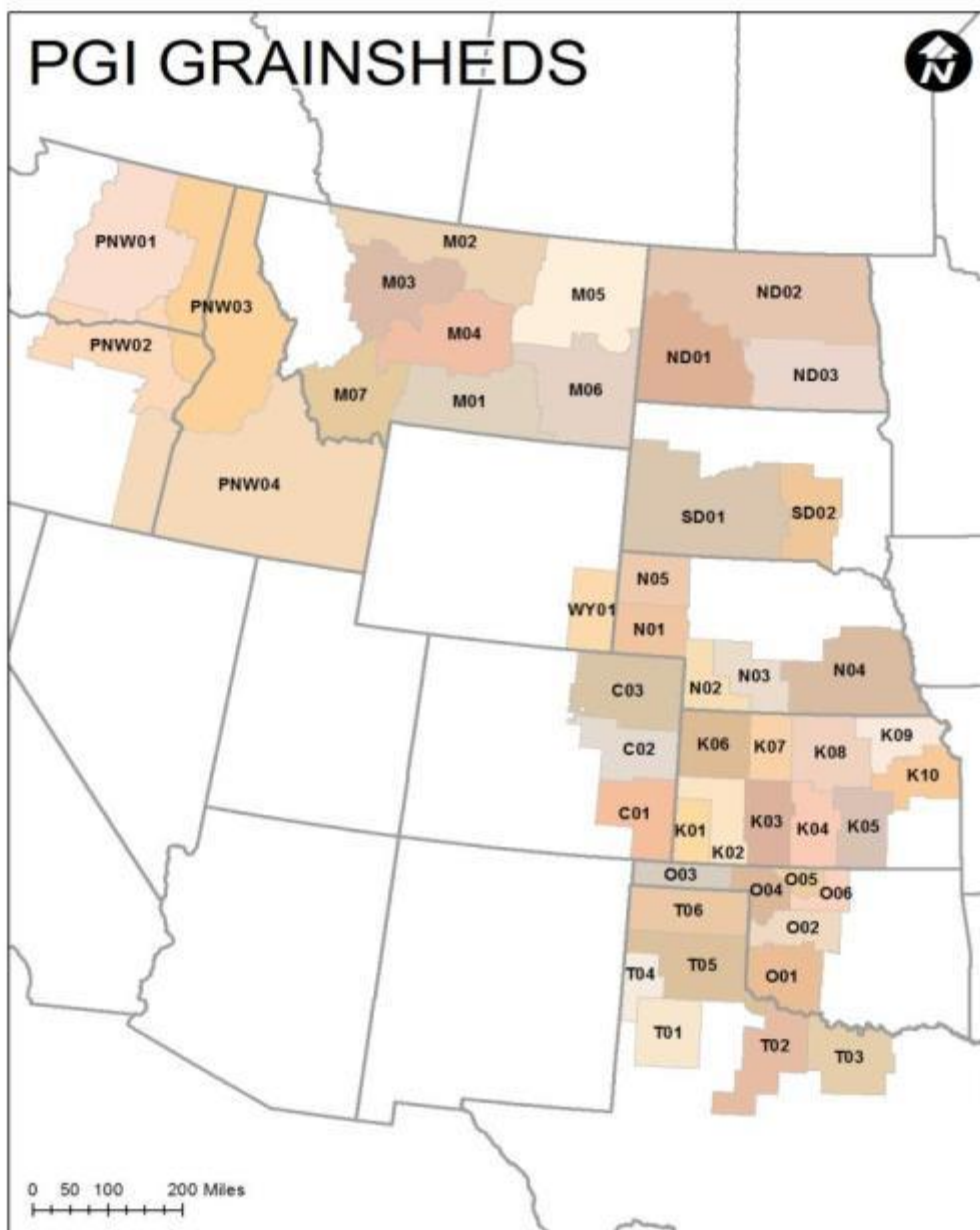 PGI GRAINSHEDS
N
PNW01
M02
M03
M05
ND02
PNW03
M04
PNW02
ND01
ND03
M07
M01
M06
PNW04
SD01
SD02
N05
WY01
N01
N03
N04
C03
N02
K09
C02
K06
K07
K08
K10
C01
K01
K03
K04
K05
K02
O03
O05
O04
O06
T06
O02
T04
T05
O01
T01
T02
T03
0 50 100 200 Miles